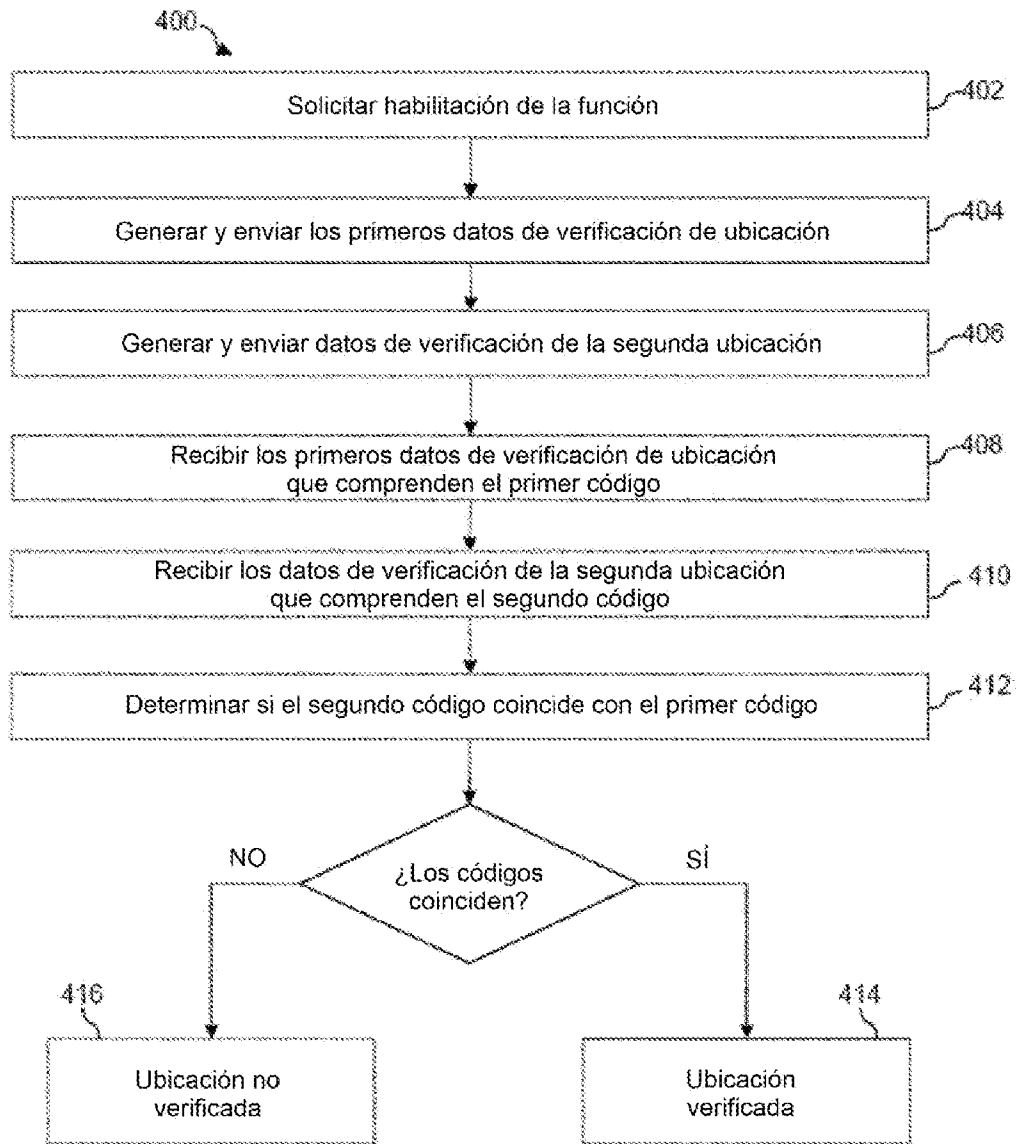 400
Solicitar habilitación de la función
402
Generar y enviar los primeros datos de verificación de ubicación
404
Generar y enviar datos de verificación de la segunda ubicación
406
Recibir los primeros datos de verificación de ubicación
que comprenden el primer código
408
Recibir los datos de verificación de la segunda ubicación
que comprenden el segundo código
410
Determinar si el segundo código coincide con el primer código
412
NO
¿Los códigos
coinciden?
SÍ
416
414
Ubicación no
verificada
Ubicación
verificada